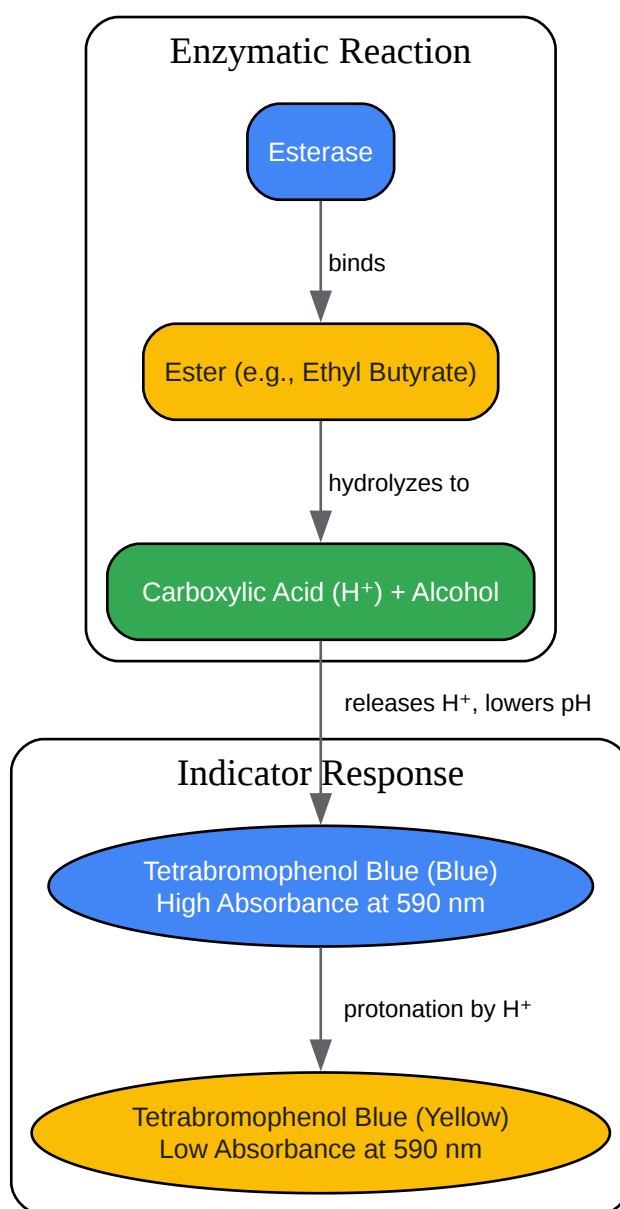 Enzymatic Reaction
Esterase
binds
Ester (e.g., Ethyl Butyrate)
hydrolyzes to
Carboxylic Acid (H⁺) + Alcohol
releases H⁺, lowers pH
Indicator Response
Tetrabromophenol Blue (Blue)
High Absorbance at 590 nm
protonation by H⁺
Tetrabromophenol Blue (Yellow)
Low Absorbance at 590 nm